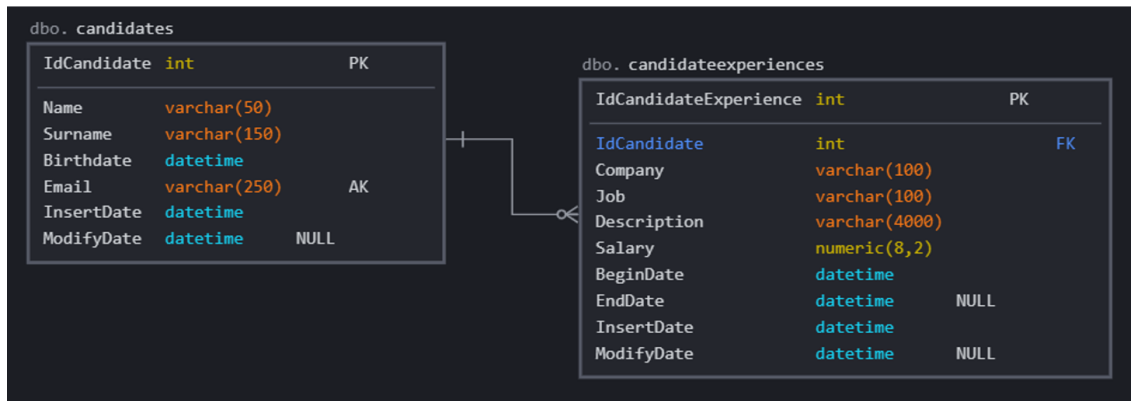 dbo. candidates
IdCandidate int PK
Name varchar(50)
Surname varchar(150)
Birthdate datetime
Email varchar(250) AK
InsertDate datetime
ModifyDate datetime NULL
dbo. candidateexperiences
IdCandidateExperience int PK
IdCandidate int FK
Company varchar(100)
Job varchar(100)
Description varchar(4000)
Salary numeric(8,2)
BeginDate datetime
EndDate datetime NULL
InsertDate datetime
ModifyDate datetime NULL